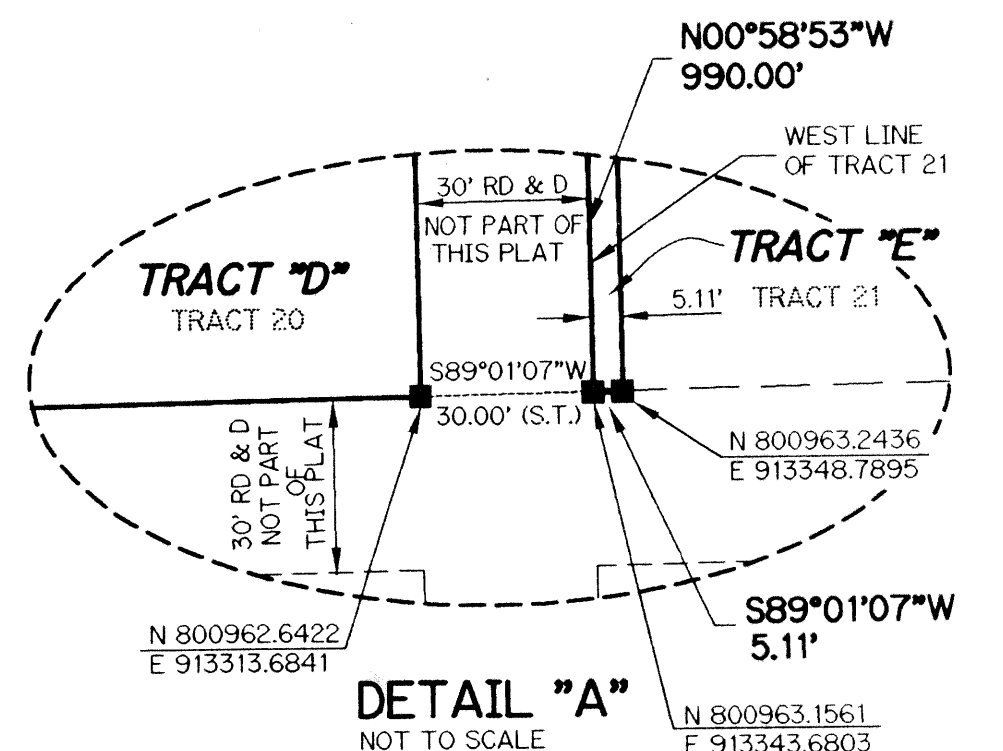 N00°58'53"W
990.00'
WEST LINE
OF TRACT 21
30' RD & D
NOT PART OF
THIS PLAT
TRACT "D"
TRACT 20
TRACT "E"
5.11' TRACT 21
S89°01'07"W
30.00' (S.T.)
N 800963.2436
E 913348.7895
30' RD & D
NOT PART
OF
THIS PLAT
S89°01'07"W
5.11'
N 800962.6422
E 913313.6841
DETAIL "A"
NOT TO SCALE
N 800963.1561
E 913343.6803